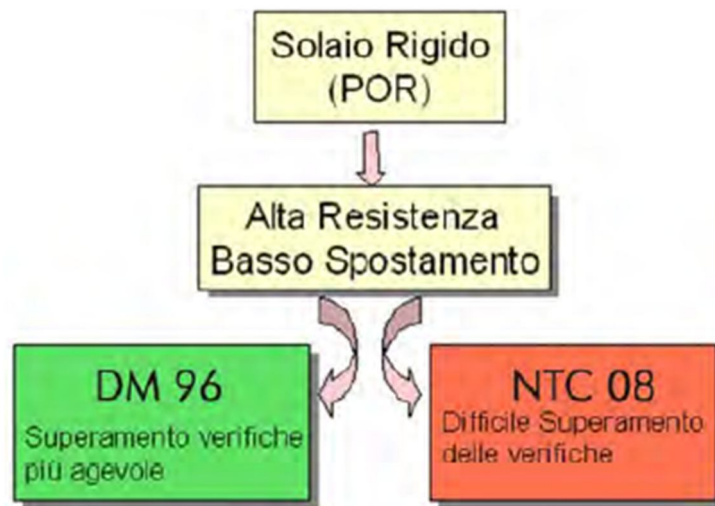 Solaio Rigido
(POR)
Alta Resistenza
Basso Spostamento
DM 96
Superamento verifiche
più agevole
NTC 08
Difficile Superamento
delle verifiche